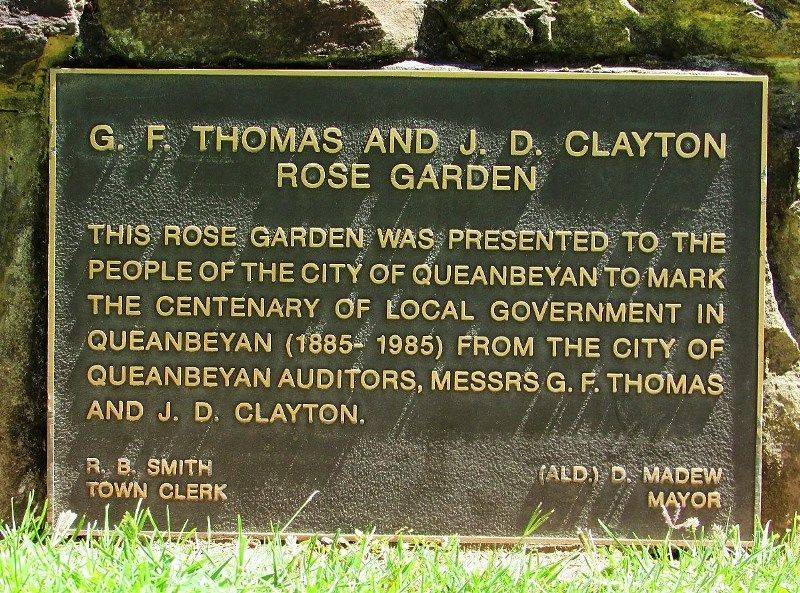 G. F. THOMAS AND J. D. CLAYTON
ROSE GARDEN
THIS ROSE GARDEN WAS PRESENTED TO THE
PEOPLE OF THE CITY OF QUEANBEYAN TO MARK
THE CENTENARY OF LOCAL GOVERNMENT IN
QUEANBEYAN (1885- 1985) FROM THE CITY OF
QUEANBEYAN AUDITORS, MESSRS G. F. THOMAS
AND J. D. CLAYTON.
R. B. SMITH
TOWN CLERK
(ALD.) D. MADEW
MAYOR